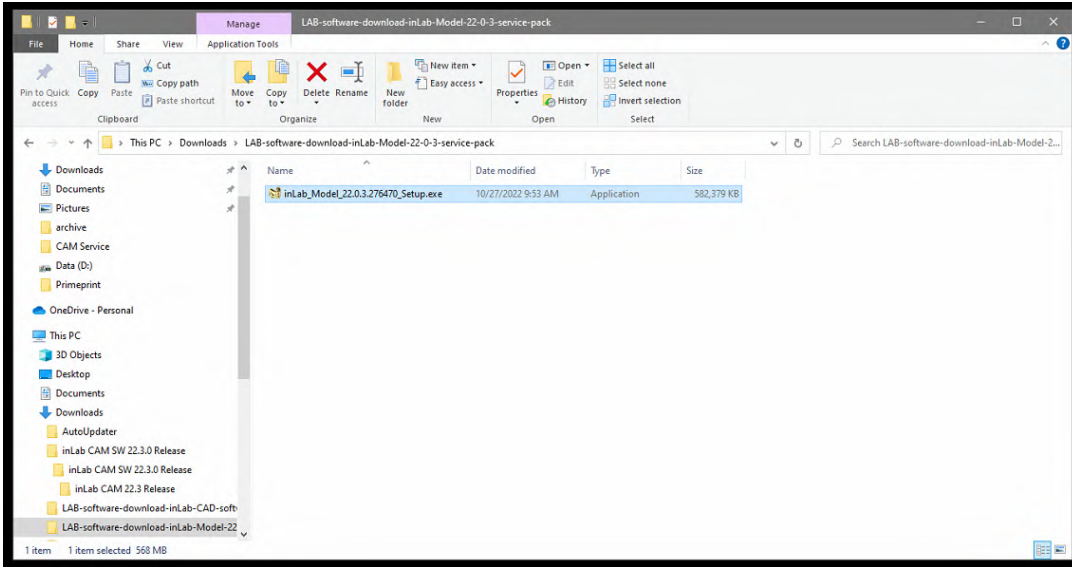 Manage
LAB-software-download-inLab-Model-22-0-3-service-pack
File Home Share View Application Tools
Pin to Quick access
Copy
Paste
Cut
Copy path
Paste shortcut
Clipboard
Move to
Copy to
Delete
Rename
Organize
New folder
New item
Easy access
New
Properties
Open
Edit
History
Open
Select all
Select none
Invert selection
Select
This PC > Downloads > LAB-software-download-inLab-Model-22-0-3-service-pack
Search LAB-software-download-inLab-Model-2...
Name Date modified Type Size
inLab_Model_22.0.3.276470_Setup.exe 10/27/2022 9:53 AM Application 582,379 KB
Downloads
Documents
Pictures
archive
CAM Service
Data (D:)
Primeprint
OneDrive - Personal
This PC
3D Objects
Desktop
Documents
Downloads
AutoUpdater
inLab CAM SW 22.3.0 Release
inLab CAM SW 22.3.0 Release
inLab CAM 22.3 Release
LAB-software-download-inLab-CAD-soft
LAB-software-download-inLab-Model-22
1 item 1 item selected 568 MB